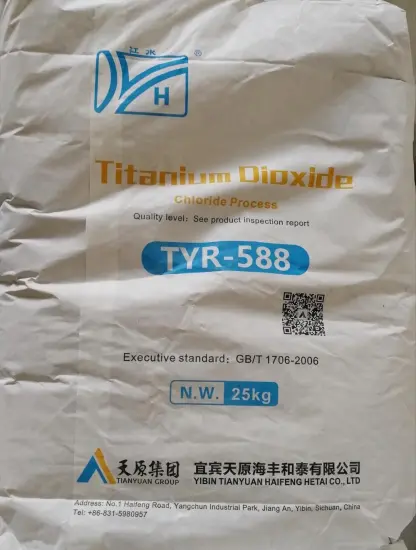 江水 ®
H
Titanium Dioxide
Chloride Process
Quality level: See product inspection report
TYR-588
Executive standard: GB/T 1706-2006
N.W. 25kg
天原集团 宜宾天原海丰和泰有限公司
TIANYUAN GROUP YIBIN TIANYUAN HAIFENG HETAI CO., LTD
Address: No.1 Haifeng Road, Yangchun Industrial Park, Jiang An, Yibin, Sichuan, China
Tel: +86-831-5980957